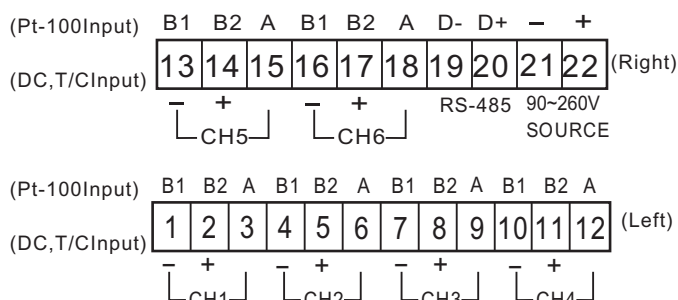 (Pt-100Input) B1 B2 A B1 B2 A D- D+ − +
13 14 15 16 17 18 19 20 21 22 (Right)
(DC,T/CInput)
− + − + RS-485 90~260V
CH5 CH6 SOURCE
(Pt-100Input) B1 B2 A B1 B2 A B1 B2 A B1 B2 A
1 2 3 4 5 6 7 8 9 10 11 12 (Left)
(DC,T/CInput)
− + − + − + − +
CH1 CH2 CH3 CH4